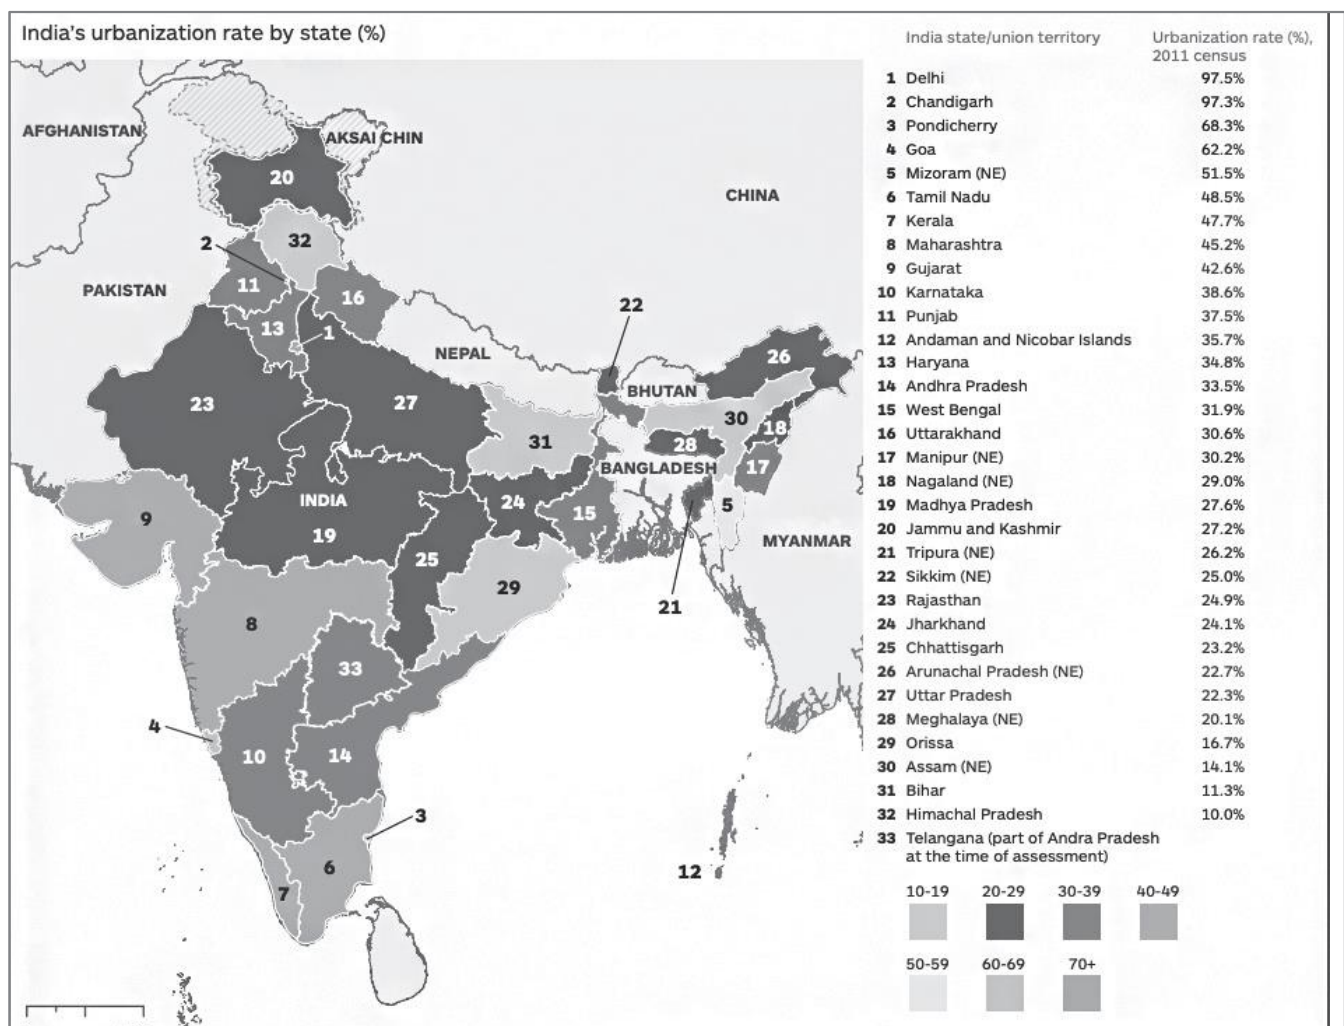 India's urbanization rate by state (%)
India state/union territory Urbanization rate (%), 2011 census
1 Delhi 97.5%
2 Chandigarh 97.3%
3 Pondicherry 68.3%
4 Goa 62.2%
5 Mizoram (NE) 51.5%
6 Tamil Nadu 48.5%
7 Kerala 47.7%
8 Maharashtra 45.2%
9 Gujarat 42.6%
10 Karnataka 38.6%
11 Punjab 37.5%
12 Andaman and Nicobar Islands 35.7%
13 Haryana 34.8%
14 Andhra Pradesh 33.5%
15 West Bengal 31.9%
16 Uttarakhand 30.6%
17 Manipur (NE) 30.2%
18 Nagaland (NE) 29.0%
19 Madhya Pradesh 27.6%
20 Jammu and Kashmir 27.2%
21 Tripura (NE) 26.2%
22 Sikkim (NE) 25.0%
23 Rajasthan 24.9%
24 Jharkhand 24.1%
25 Chhattisgarh 23.2%
26 Arunachal Pradesh (NE) 22.7%
27 Uttar Pradesh 22.3%
28 Meghalaya (NE) 20.1%
29 Orissa 16.7%
30 Assam (NE) 14.1%
31 Bihar 11.3%
32 Himachal Pradesh 10.0%
33 Telangana (part of Andra Pradesh
at the time of assessment)
10-19 20-29 30-39 40-49
50-59 60-69 70+
AFGHANISTAN
AKSAI CHIN
20
CHINA
2
32
PAKISTAN
11
16
22
13
1
NEPAL
26
BHUTAN
23
27
30
18
31
28
BANGLADESH
17
INDIA
24
5
9
15
19
MYANMAR
25
29
21
8
33
4
10
14
3
6
12
7